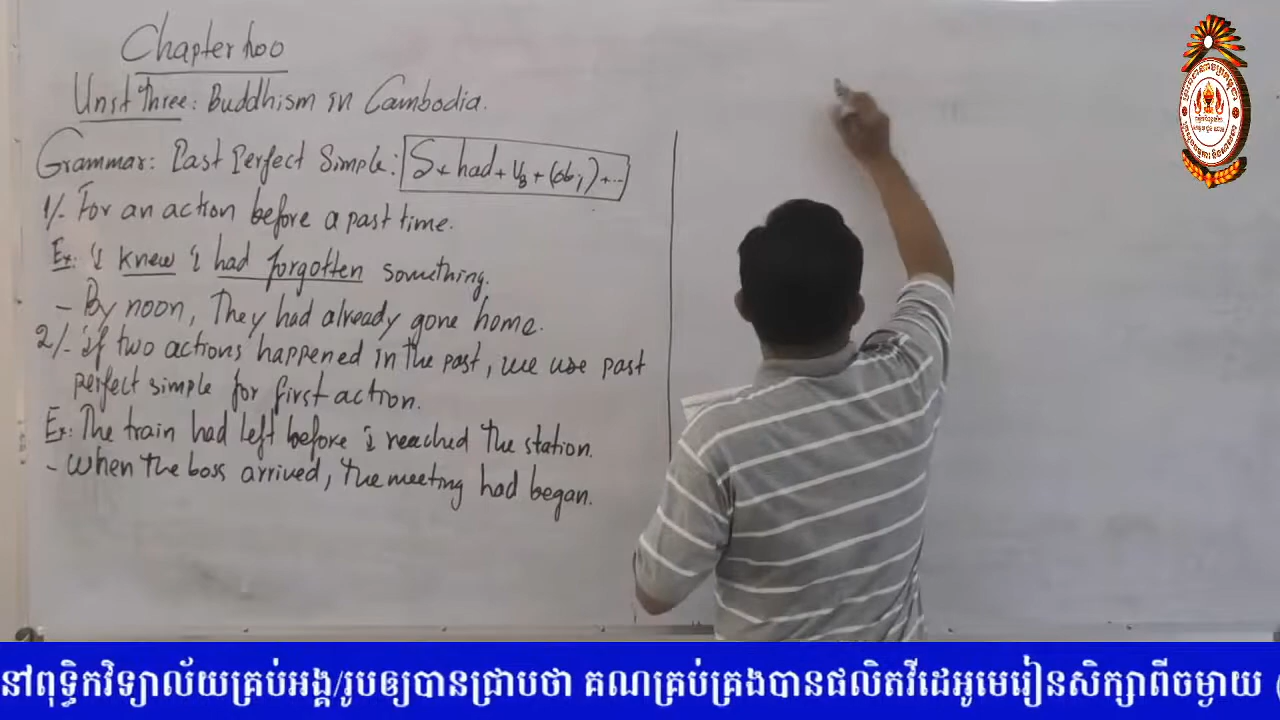 Chapter two
Unit Three: Buddhism in Cambodia.
Grammar: Past Perfect Simple: S + had + V3 + (obj) + ...
1/. For an action before a past time.
Ex: I knew I had forgotten something.
- By noon, They had already gone home.
2/. if two actions happened in the past, we use past
perfect simple for first action.
Ex: The train had left before I reached the station.
- When the boss arrived, the meeting had began.
នៅពុទ្ធិកវិទ្យាល័យគ្រប់អង្គ/រូបឲ្យបានជ្រាបថា គណគ្រប់គ្រងបានផលិតវីដេអូមេរៀនសិក្សាពីចម្ងាយ (